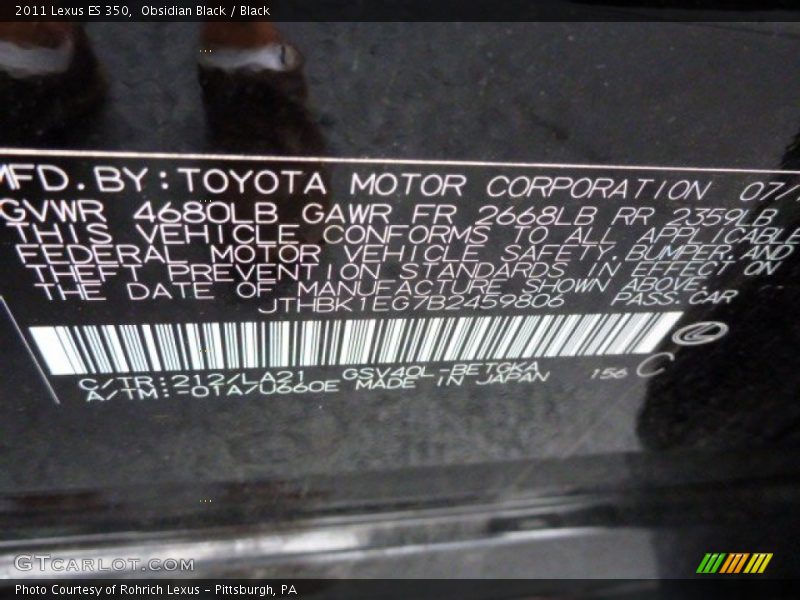 2011 Lexus ES 350, Obsidian Black / Black
MFD. BY: TOYOTA MOTOR CORPORATION 07/
GVWR 4680LB GAWR FR 2668LB RR 2359LB
THIS VEHICLE CONFORMS TO ALL APPLICABLE
FEDERAL MOTOR VEHICLE SAFETY, BUMPER, AND
THEFT PREVENTION STANDARDS IN EFFECT ON
THE DATE OF MANUFACTURE SHOWN ABOVE.
JTHBK1EG7B2459806 PASS. CAR
C/TR: 212/LA21 GSV40L-BETGKA
A/TM: -01A/U660E MADE IN JAPAN 156 C
GTCARLOT.COM
Photo Courtesy of Rohrich Lexus - Pittsburgh, PA